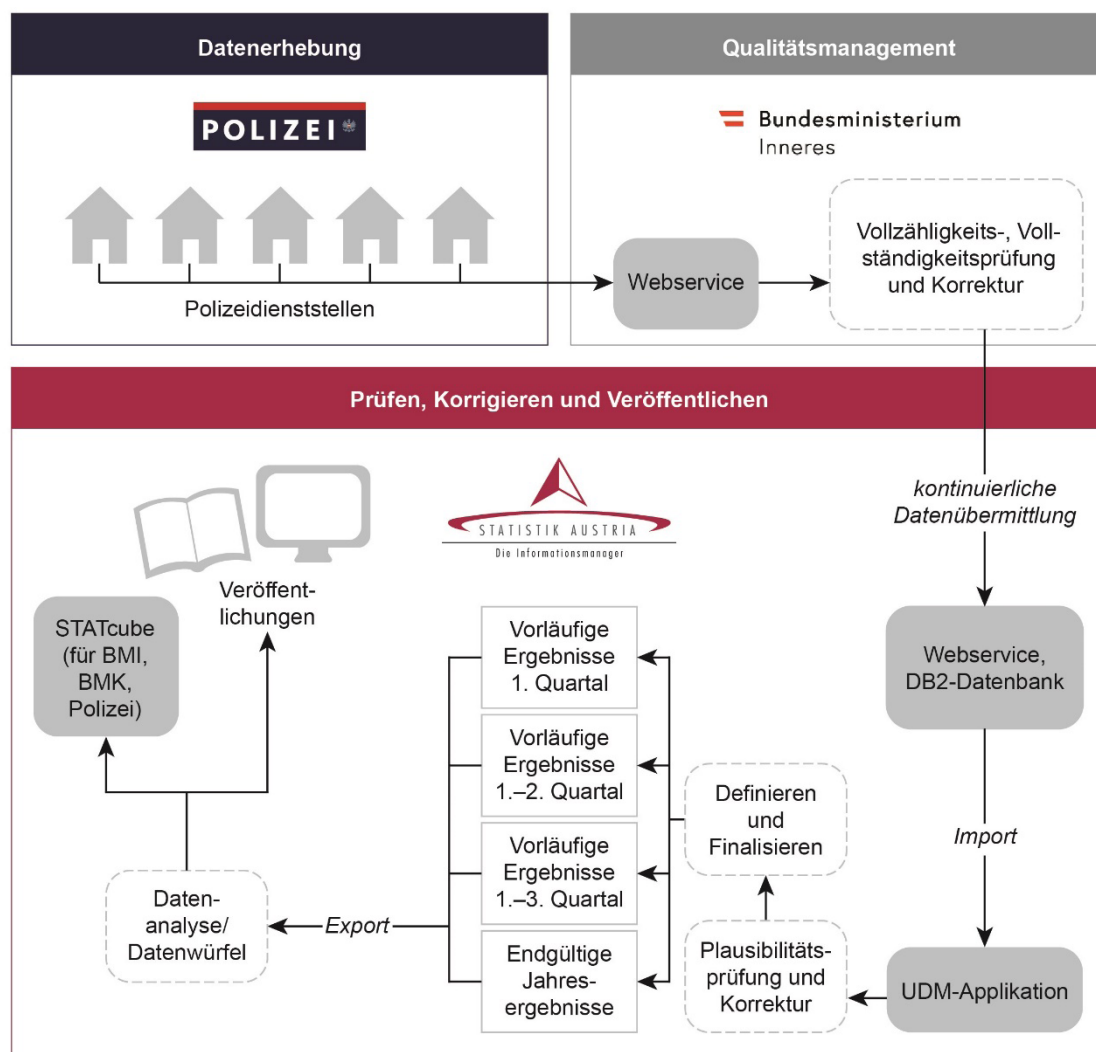 Datenerhebung
POLIZEI
Polizeidienststellen
Qualitätsmanagement
Bundesministerium
Inneres
Webservice
Vollzähligkeits-, Voll-
ständigkeitsprüfung
und Korrektur
Prüfen, Korrigieren und Veröffentlichen
kontinuierliche
Datenübermittlung
STATISTIK AUSTRIA
Die Informationsmanager
Veröffent-
lichungen
STATcube
(für BMI,
BMK,
Polizei)
Vorläufige
Ergebnisse
1. Quartal
Webservice,
DB2-Datenbank
Vorläufige
Ergebnisse
1.–2. Quartal
Definieren
und
Finalisieren
Import
Vorläufige
Ergebnisse
1.–3. Quartal
Daten-
analyse/
Datenwürfel
Export
Endgültige
Jahres-
ergebnisse
Plausibilitäts-
prüfung und
Korrektur
UDM-Applikation